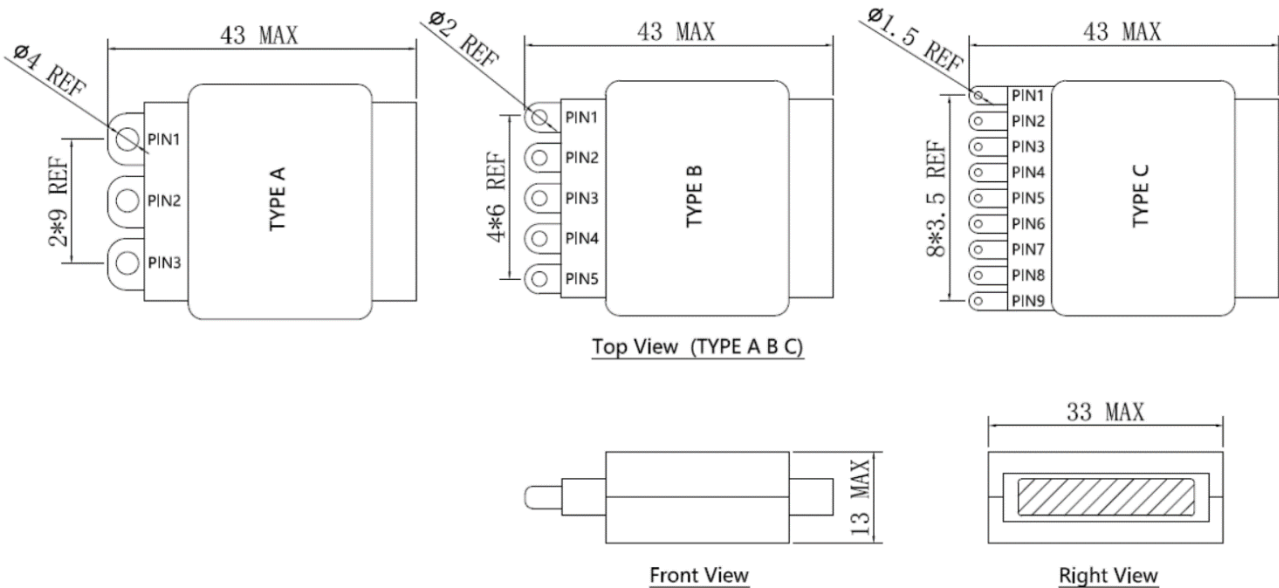 43 MAX
ø4 REF
2*9 REF
PIN1
PIN2
PIN3
TYPE A
43 MAX
ø2 REF
4*6 REF
PIN1
PIN2
PIN3
PIN4
PIN5
TYPE B
43 MAX
ø1.5 REF
8*3.5 REF
PIN1
PIN2
PIN3
PIN4
PIN5
PIN6
PIN7
PIN8
PIN9
TYPE C
Top View (TYPE A B C)
13 MAX
Front View
33 MAX
Right View